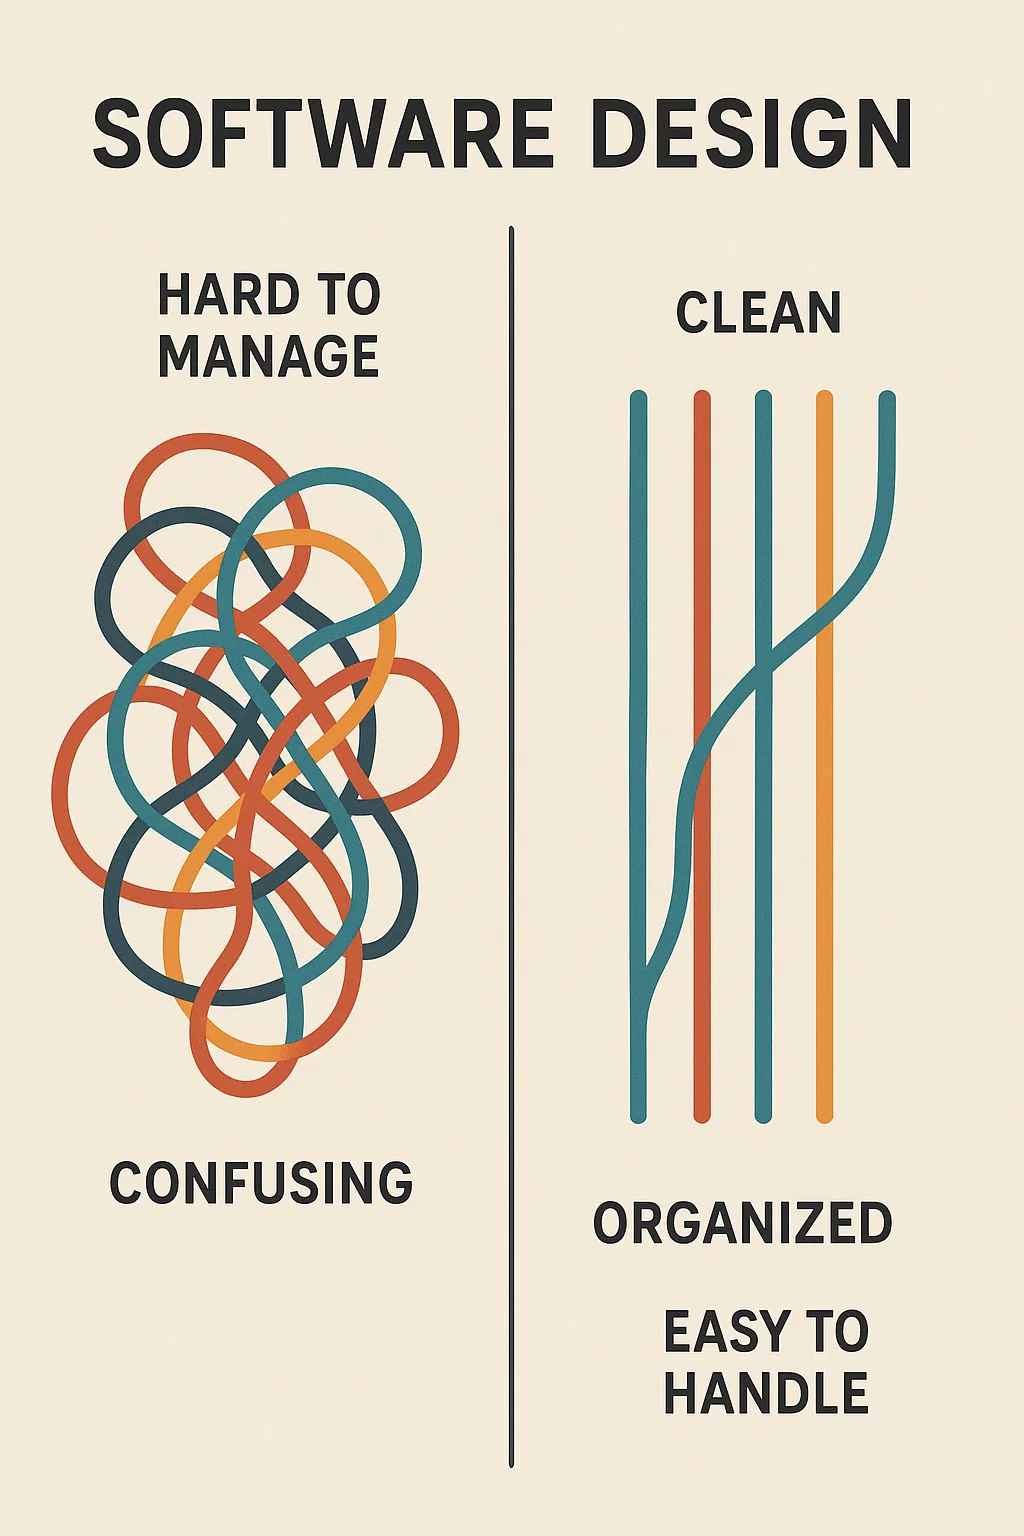 SOFTWARE DESIGN
HARD TO
MANAGE
CONFUSING
CLEAN
ORGANIZED
EASY TO
HANDLE